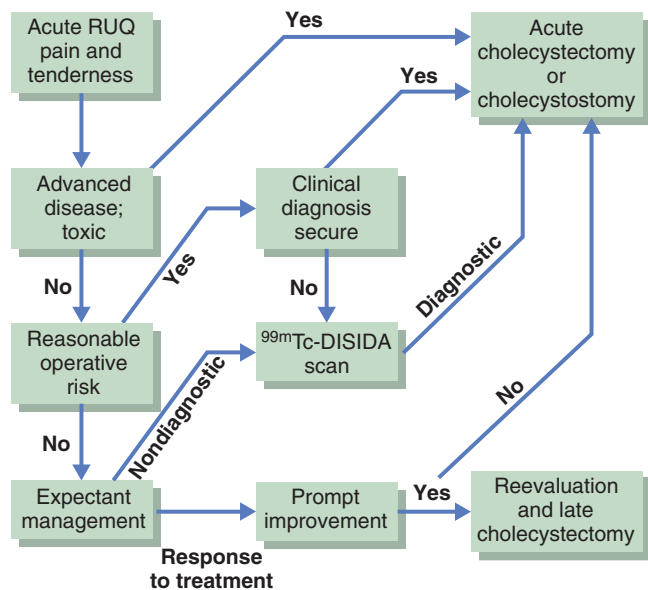 Acute RUQ
pain and
tenderness
Yes
Acute
cholecystectomy
or
cholecystostomy
Yes
Advanced
disease;
toxic
Clinical
diagnosis
secure
No
Yes
No
Diagnostic
Reasonable
operative
risk
99mTc-DISIDA
scan
No
Nondiagnostic
No
Expectant
management
Prompt
improvement
Yes
Reevaluation
and late
cholecystectomy
Response
to treatment